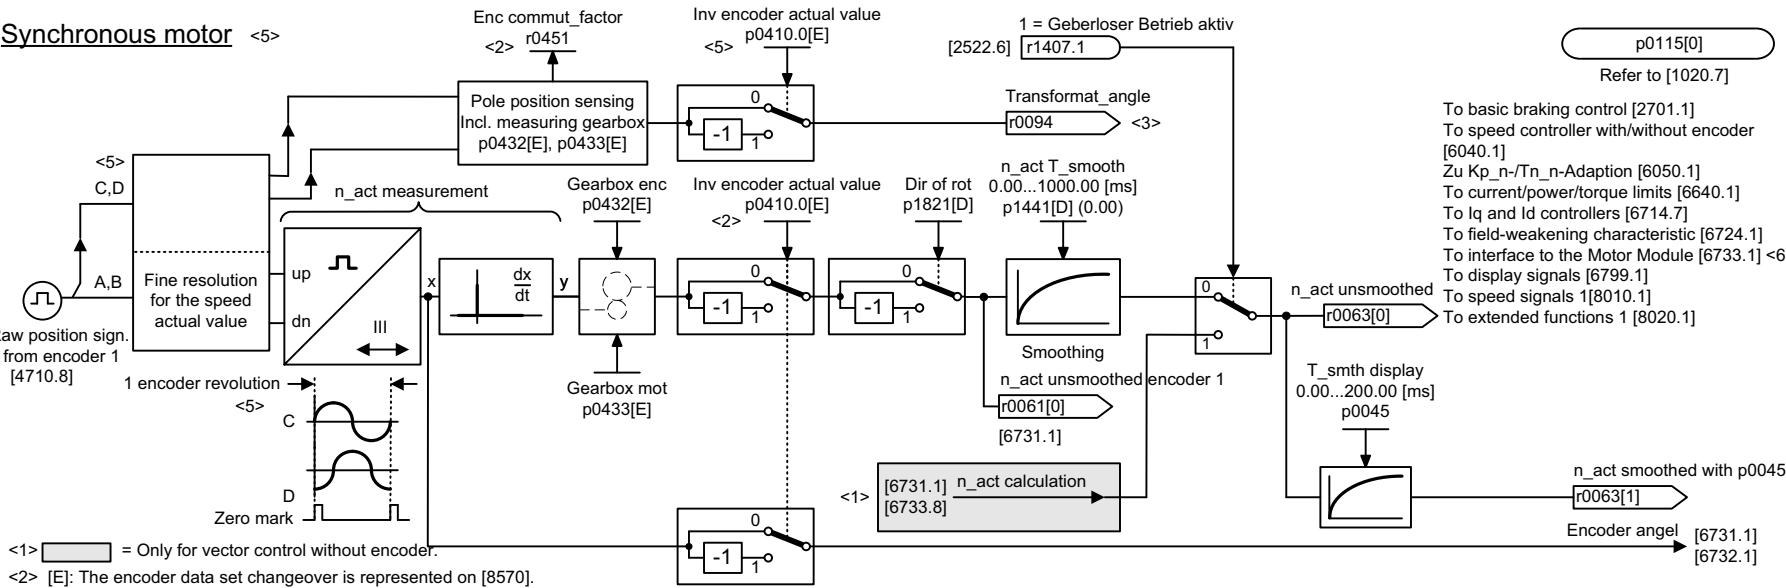 Synchronous motor <5>
Enc commut_factor
<2> r0451
Inv encoder actual value
<5> p0410.0[E]
1 = Geberloser Betrieb aktiv
[2522.6] r1407.1
p0115[0]
Refer to [1020.7]
Pole position sensing
Incl. measuring gearbox
p0432[E], p0433[E]
0
-1
1
Transformat_angle
r0094 <3>
To basic braking control [2701.1]
To speed controller with/without encoder
[6040.1]
Zu Kp_n-/Tn_n-Adaption [6050.1]
To current/power/torque limits [6640.1]
To Iq and Id controllers [6714.7]
To field-weakening characteristic [6724.1]
To interface to the Motor Module [6733.1] <6
To display signals [6799.1]
To speed signals 1[8010.1]
To extended functions 1 [8020.1]
<5>
C,D
A,B
Fine resolution
for the speed
actual value
position sign.
from encoder 1
[4710.8]
n_act measurement
up
dn
III
x
dx
dt
y
Gearbox enc
p0432[E]
Gearbox mot
p0433[E]
Inv encoder actual value
<2> p0410.0[E]
0
-1
1
Dir of rot
p1821[D]
0
-1
1
n_act T_smooth
0.00...1000.00 [ms]
p1441[D] (0.00)
Smoothing
n_act unsmoothed encoder 1
r0061[0]
[6731.1]
0
1
n_act unsmoothed
r0063[0]
T_smth display
0.00...200.00 [ms]
p0045
n_act smoothed with p0045
r0063[1]
1 encoder revolution
<5>
C
D
Zero mark
<1> [6731.1] n_act calculation
[6733.8]
0
-1
1
Encoder angel [6731.1]
[6732.1]
<1> = Only for vector control without encoder.
<2> [E]: The encoder data set changeover is represented on [8570].